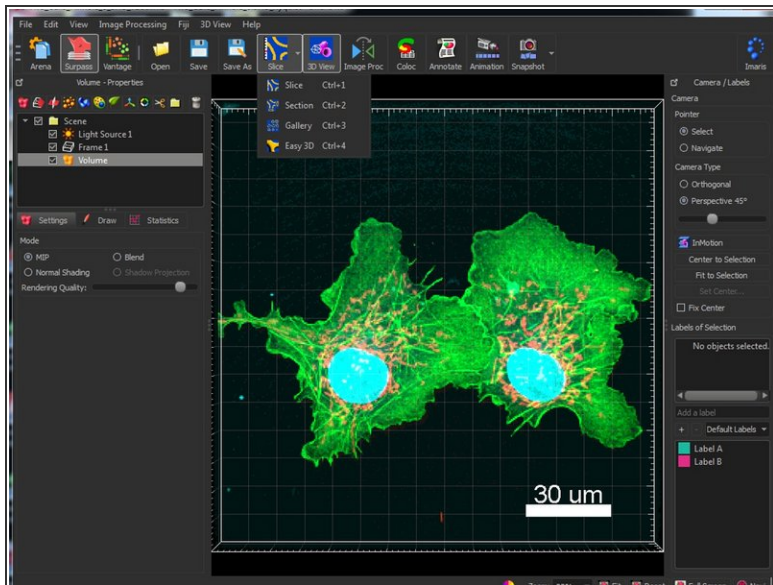 File Edit View Image Processing Fiji 3D View Help
Arena Surpass Vantage Open Save Save As Slice 3D View Image Proc Coloc Annotate Animation Snapshot Imaris
Volume - Properties
Scene
Light Source 1
Frame 1
Volume
Settings Draw Statistics
Mode
MIP Blend
Normal Shading Shadow Projection
Rendering Quality:
Slice Ctrl+1
Section Ctrl+2
Gallery Ctrl+3
Easy 3D Ctrl+4
30 um
Camera / Labels
Camera
Pointer
Select
Navigate
Camera Type
Orthogonal
Perspective 45°
InMotion
Center to Selection
Fit to Selection
Set Center...
Fix Center
Labels of Selection
No objects selected.
Add a label
+ - Default Labels
Label A
Label B